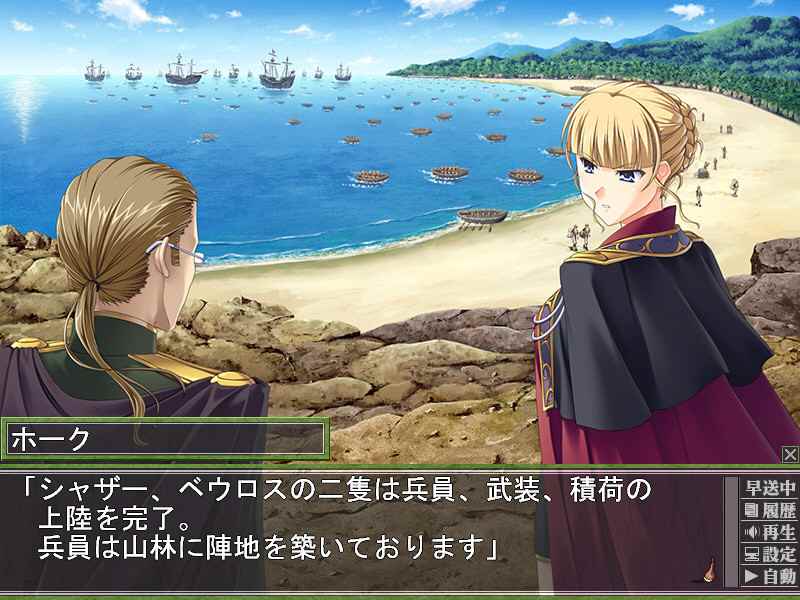 ホーク
「シャザー、ベウロスの二隻は兵員、武装、積荷の
上陸を完了。
兵員は山林に陣地を築いております」
早送中
履歴
再生
設定
自動